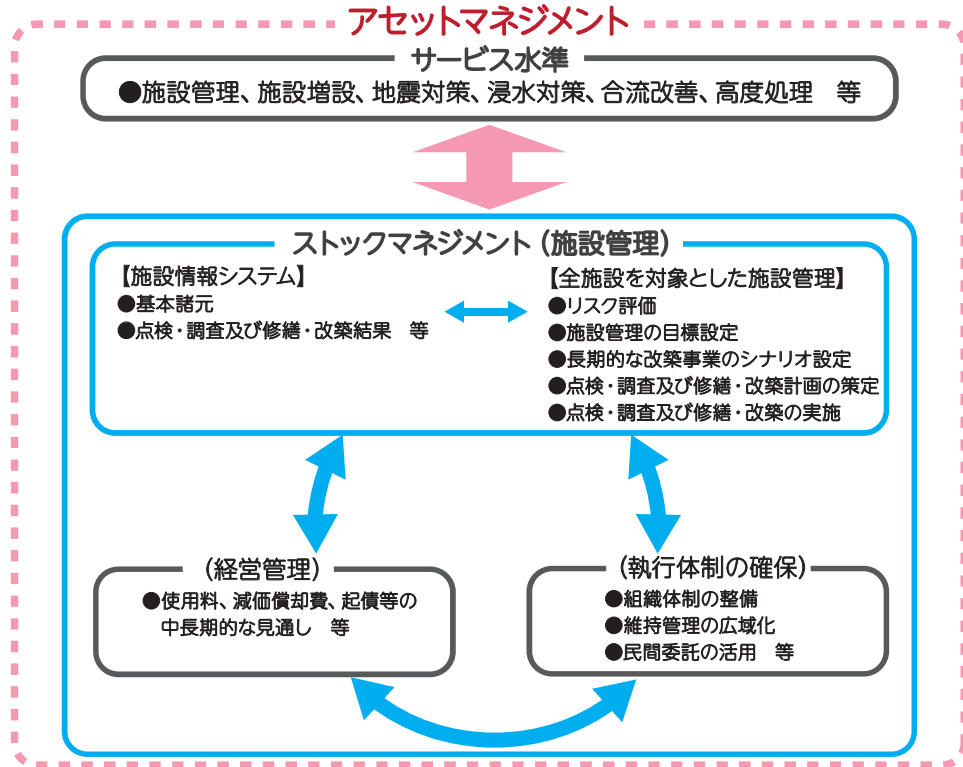 アセットマネジメント
サービス水準
●施設管理、施設増設、地震対策、浸水対策、合流改善、高度処理　等
ストックマネジメント（施設管理）
【施設情報システム】
●基本諸元
●点検・調査及び修繕・改築結果　等
【全施設を対象とした施設管理】
●リスク評価
●施設管理の目標設定
●長期的な改築事業のシナリオ設定
●点検・調査及び修繕・改築計画の策定
●点検・調査及び修繕・改築の実施
（経営管理）
●使用料、減価償却費、起債等の
中長期的な見通し　等
（執行体制の確保）
●組織体制の整備
●維持管理の広域化
●民間委託の活用　等